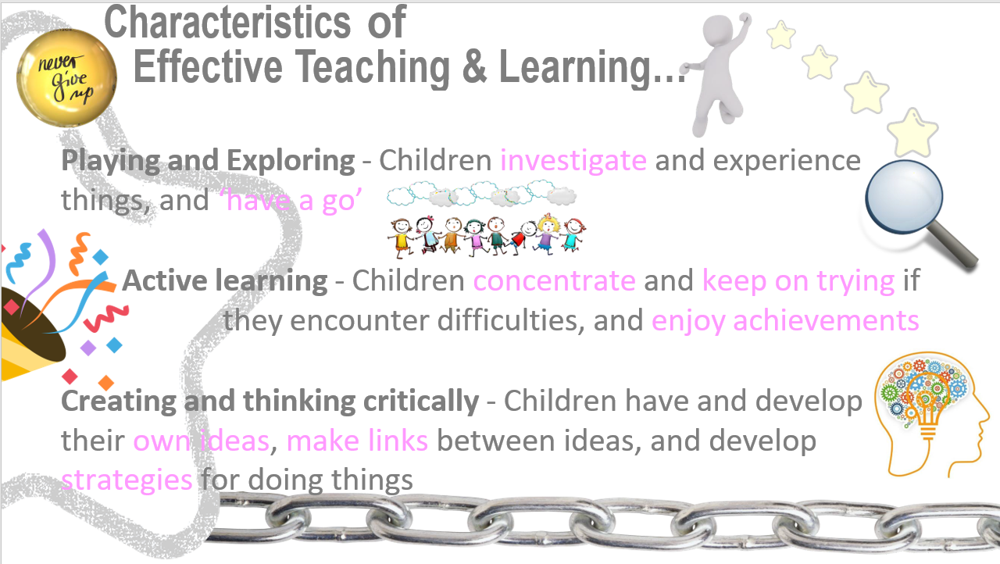 Characteristics of
Effective Teaching & Learning...
never
give
up
Playing and Exploring - Children investigate and experience
things, and ‘have a go’
Active learning - Children concentrate and keep on trying if
they encounter difficulties, and enjoy achievements
Creating and thinking critically - Children have and develop
their own ideas, make links between ideas, and develop
strategies for doing things